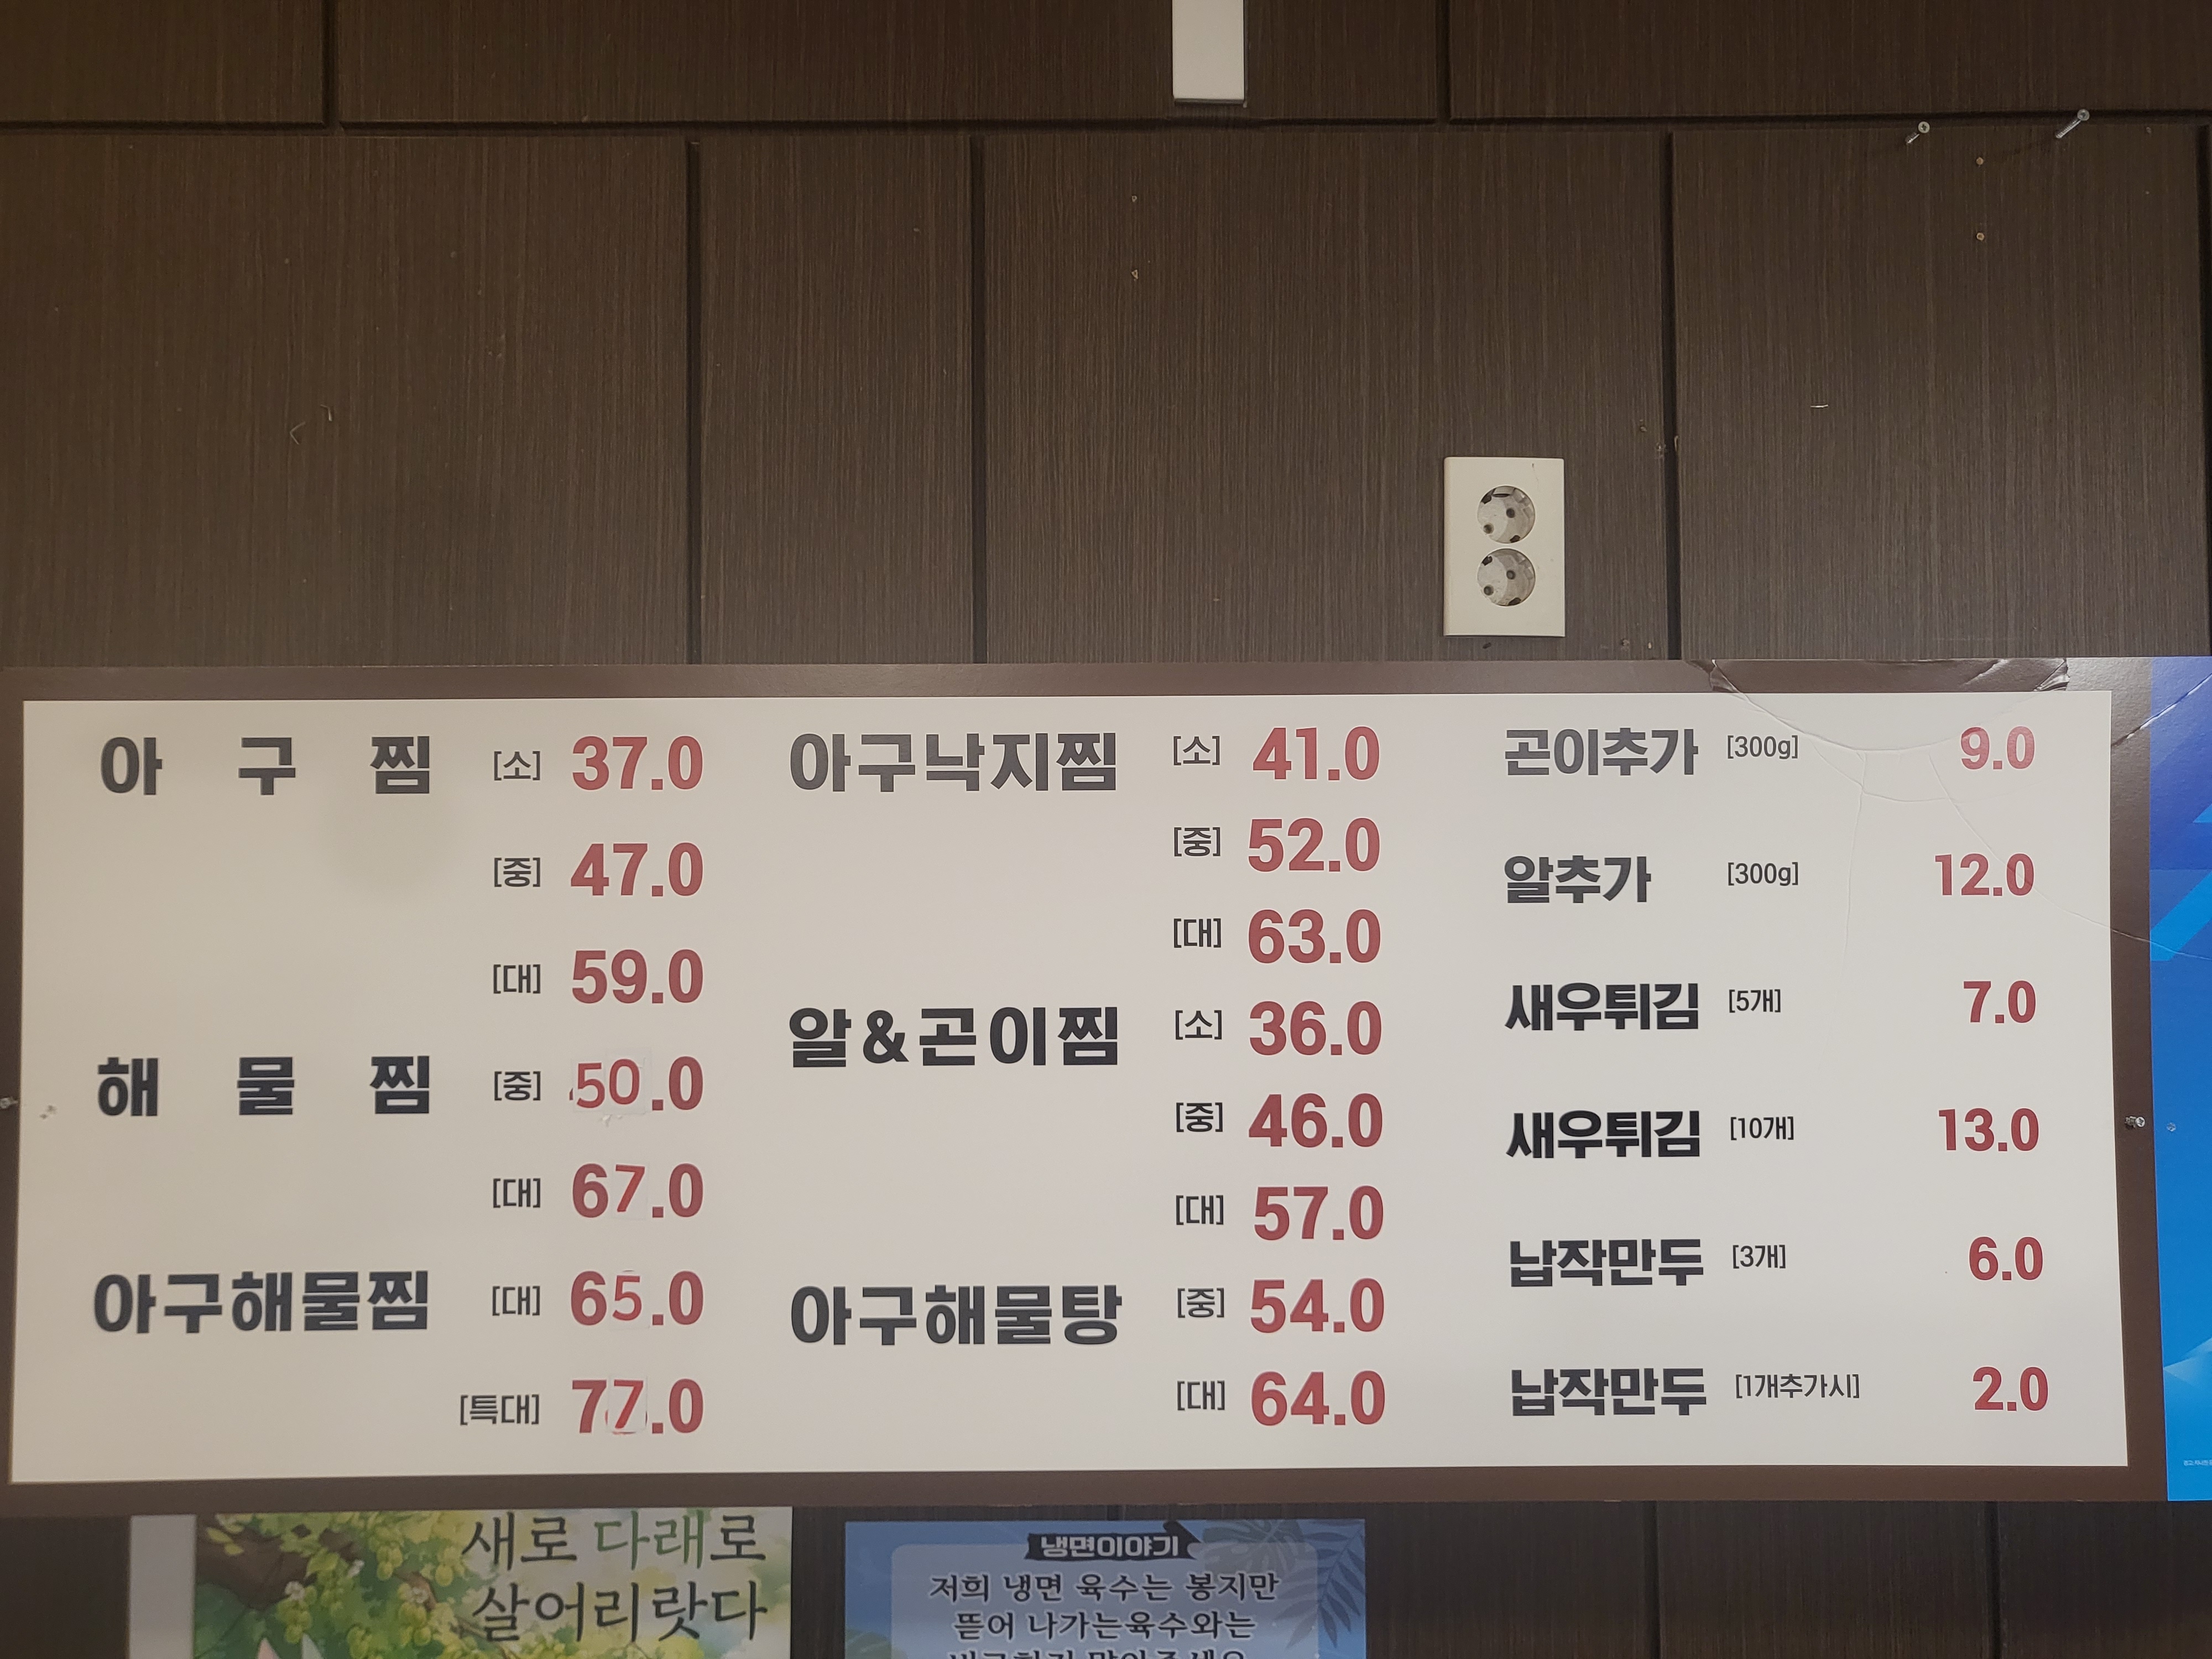 아 구 찜 [소] 37.0
[중] 47.0
[대] 59.0
해 물 찜 [중] 50.0
[대] 67.0
아구해물찜 [대] 65.0
[특대] 77.0
아구낙지찜 [소] 41.0
[중] 52.0
[대] 63.0
알&곤이찜 [소] 36.0
[중] 46.0
[대] 57.0
아구해물탕 [중] 54.0
[대] 64.0
곤이추가 [300g] 9.0
알추가 [300g] 12.0
새우튀김 [5개] 7.0
새우튀김 [10개] 13.0
납작만두 [3개] 6.0
납작만두 [1개추가시] 2.0
새로 다래로
살어리랏다
냉면이야기
저희 냉면 육수는 봉지만
뜯어 나가는육수와는